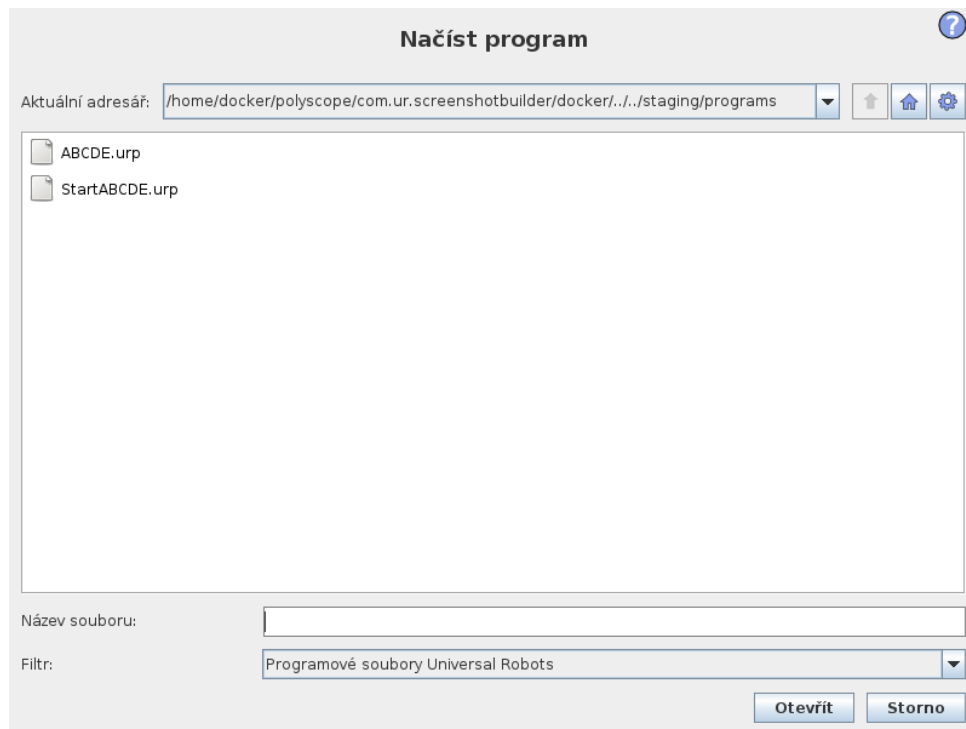 Načíst program
?
Aktuální adresář: /home/docker/polyscope/com.ur.screenshotbuilder/docker/../../staging/programs
ABCDE.urp
StartABCDE.urp
Název souboru:
Filtr: Programové soubory Universal Robots
Otevřít Storno